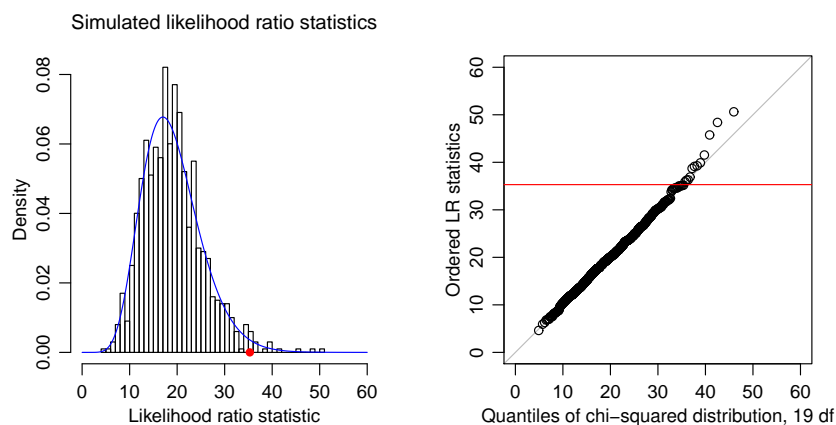 Simulated likelihood ratio statistics
Density
0.00 0.02 0.04 0.06 0.08
0 10 20 30 40 50 60
Likelihood ratio statistic
Ordered LR statistics
0 10 20 30 40 50 60
0 10 20 30 40 50 60
Quantiles of chi−squared distribution, 19 df